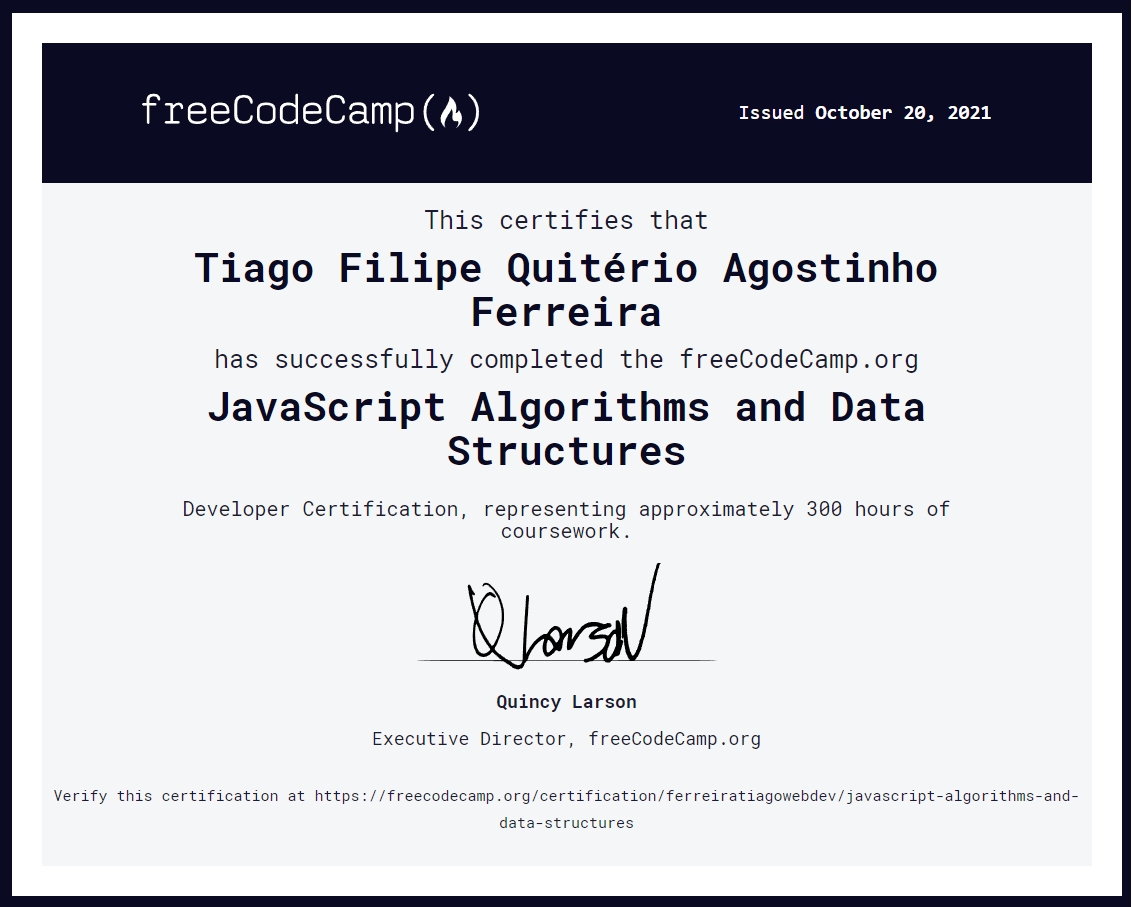 freeCodeCamp(🔥)
Issued October 20, 2021
This certifies that
Tiago Filipe Quitério Agostinho
Ferreira
has successfully completed the freeCodeCamp.org
JavaScript Algorithms and Data
Structures
Developer Certification, representing approximately 300 hours of
coursework.
Q Larson
Quincy Larson
Executive Director, freeCodeCamp.org
Verify this certification at https://freecodecamp.org/certification/ferreiratiagowebdev/javascript-algorithms-and-
data-structures